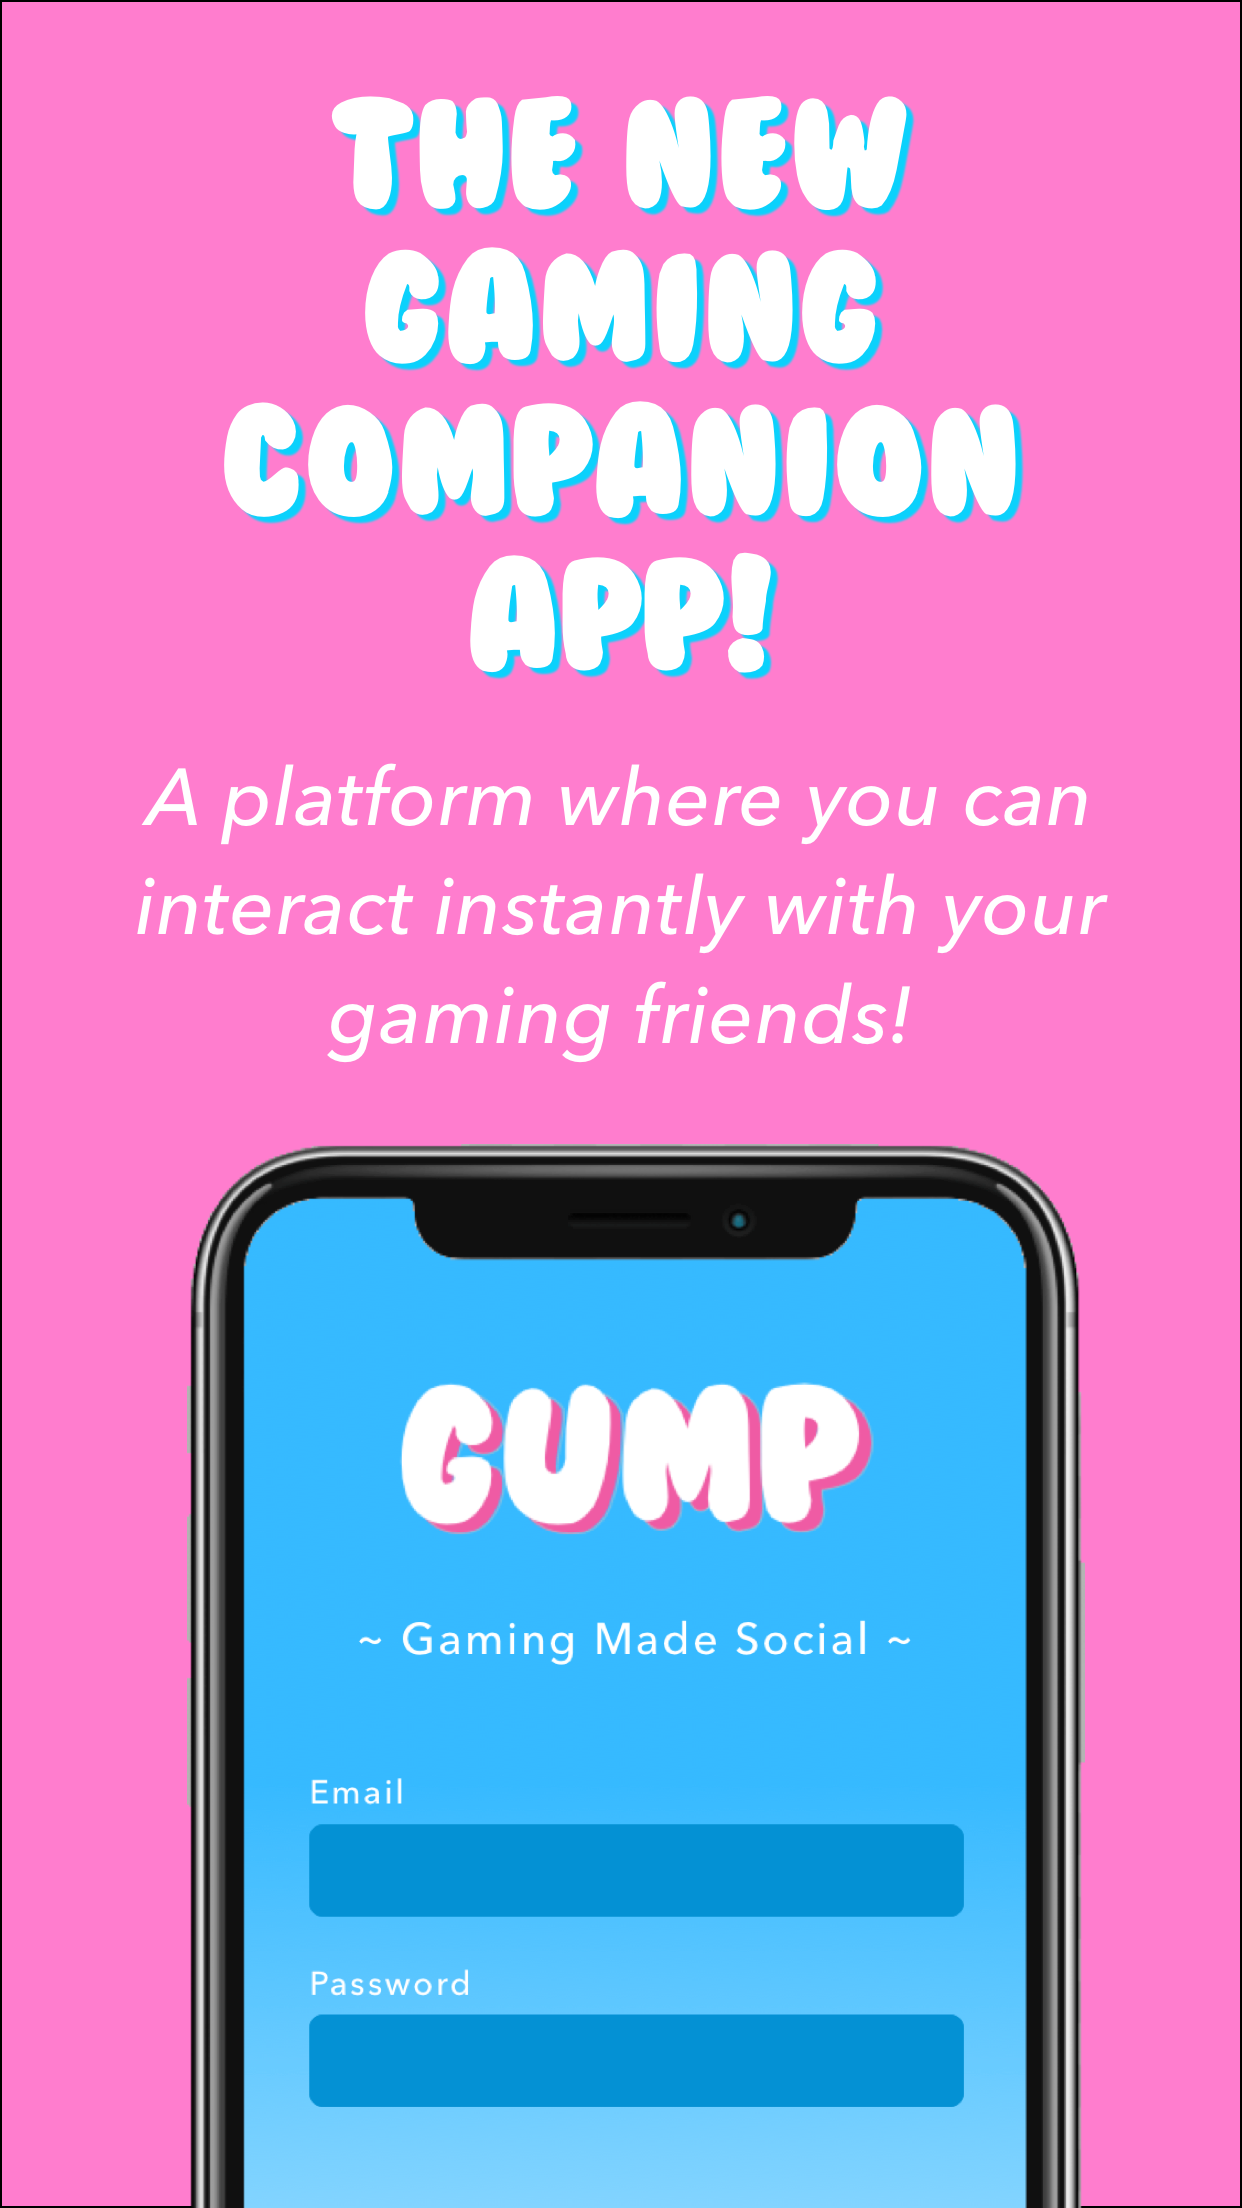 THE NEW
GAMING
COMPANION
APP!
A platform where you can
interact instantly with your
gaming friends!
GUMP
~ Gaming Made Social ~
Email
Password